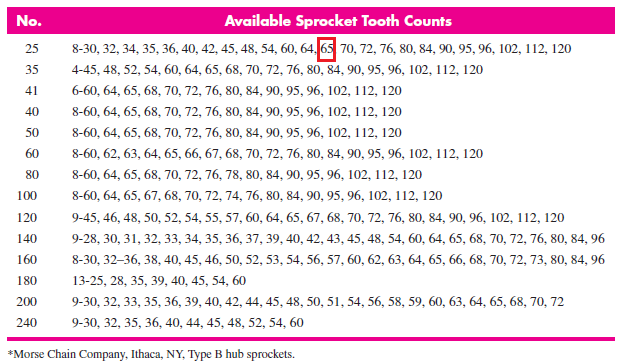 No. Available Sprocket Tooth Counts
25 8-30, 32, 34, 35, 36, 40, 42, 45, 48, 54, 60, 64, 65, 70, 72, 76, 80, 84, 90, 95, 96, 102, 112, 120
35 4-45, 48, 52, 54, 60, 64, 65, 68, 70, 72, 76, 80, 84, 90, 95, 96, 102, 112, 120
41 6-60, 64, 65, 68, 70, 72, 76, 80, 84, 90, 95, 96, 102, 112, 120
40 8-60, 64, 65, 68, 70, 72, 76, 80, 84, 90, 95, 96, 102, 112, 120
50 8-60, 64, 65, 68, 70, 72, 76, 80, 84, 90, 95, 96, 102, 112, 120
60 8-60, 62, 63, 64, 65, 66, 67, 68, 70, 72, 76, 80, 84, 90, 95, 96, 102, 112, 120
80 8-60, 64, 65, 68, 70, 72, 76, 78, 80, 84, 90, 95, 96, 102, 112, 120
100 8-60, 64, 65, 67, 68, 70, 72, 74, 76, 80, 84, 90, 95, 96, 102, 112, 120
120 9-45, 46, 48, 50, 52, 54, 55, 57, 60, 64, 65, 67, 68, 70, 72, 76, 80, 84, 90, 96, 102, 112, 120
140 9-28, 30, 31, 32, 33, 34, 35, 36, 37, 39, 40, 42, 43, 45, 48, 54, 60, 64, 65, 68, 70, 72, 76, 80, 84, 96
160 8-30, 32–36, 38, 40, 45, 46, 50, 52, 53, 54, 56, 57, 60, 62, 63, 64, 65, 66, 68, 70, 72, 73, 80, 84, 96
180 13-25, 28, 35, 39, 40, 45, 54, 60
200 9-30, 32, 33, 35, 36, 39, 40, 42, 44, 45, 48, 50, 51, 54, 56, 58, 59, 60, 63, 64, 65, 68, 70, 72
240 9-30, 32, 35, 36, 40, 44, 45, 48, 52, 54, 60
*Morse Chain Company, Ithaca, NY, Type B hub sprockets.